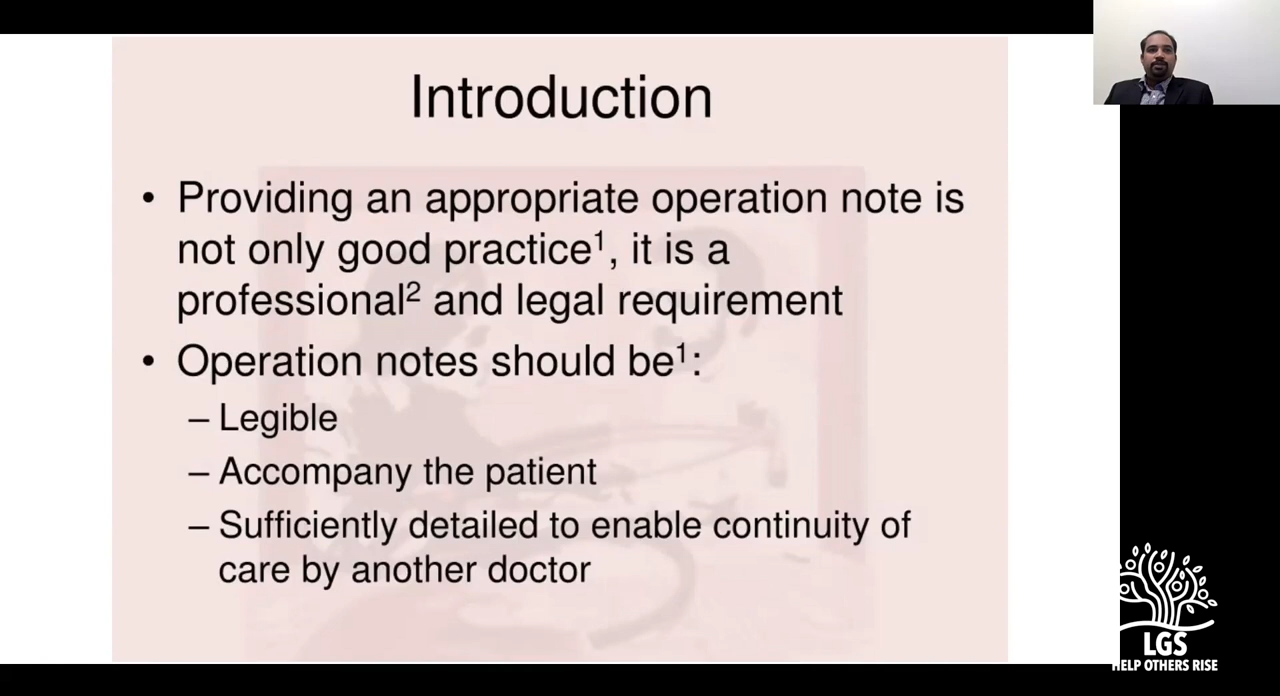 Introduction
• Providing an appropriate operation note is
not only good practice¹, it is a
professional² and legal requirement
• Operation notes should be¹:
– Legible
– Accompany the patient
– Sufficiently detailed to enable continuity of
care by another doctor
LGS
HELP OTHERS RISE